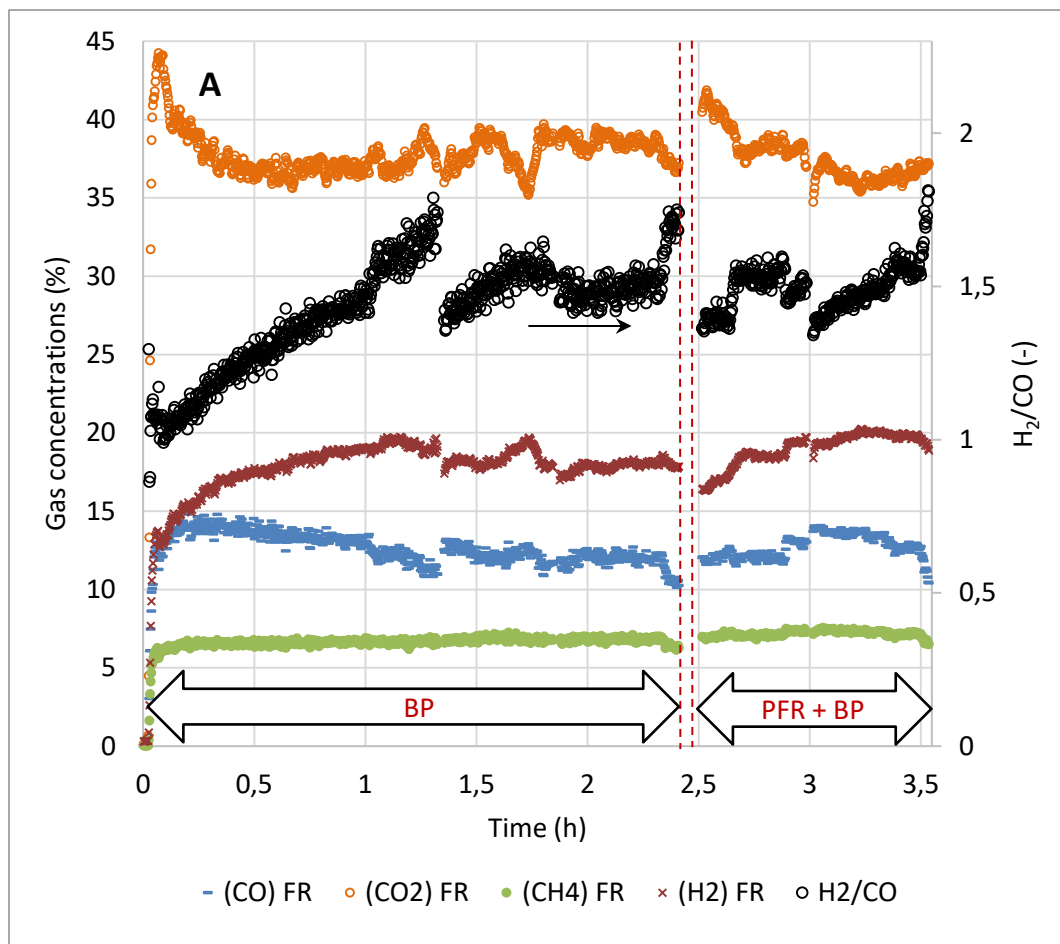 A
45
40
35
30
25
20
15
10
5
0
Gas concentrations (%)
2
1,5
1
0,5
0
H2/CO (-)
BP
PFR + BP
0 0,5 1 1,5 2 2,5 3 3,5
Time (h)
(CO) FR (CO2) FR (CH4) FR (H2) FR H2/CO